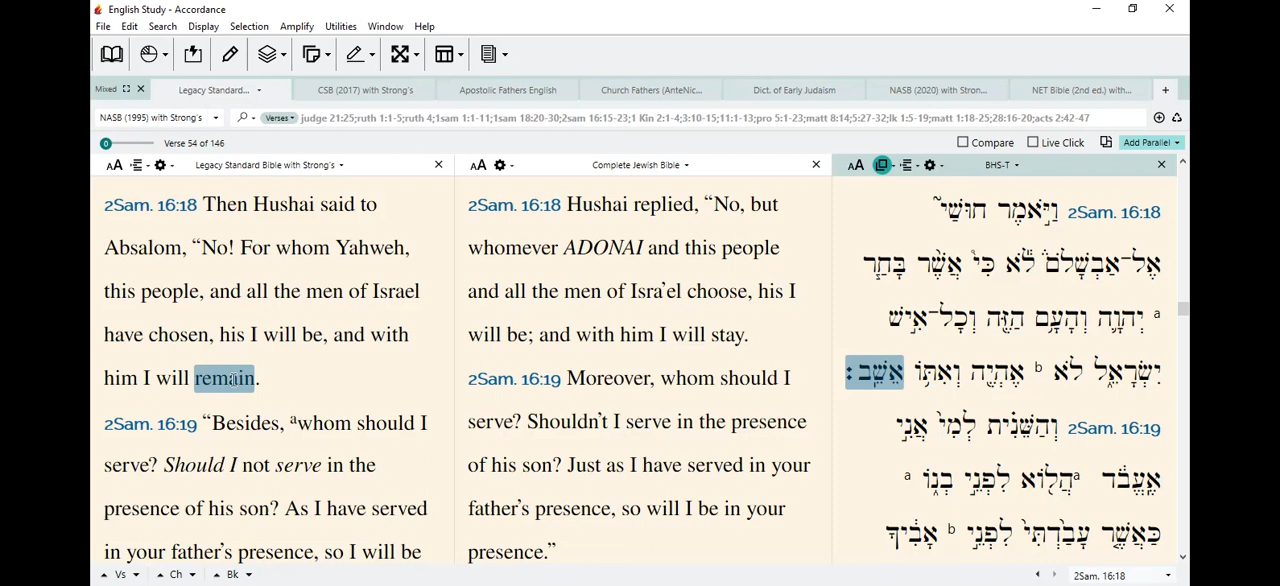 English Study - Accordance
File Edit Search Display Selection Amplify Utilities Window Help
Mixed Legacy Standard... CSB (2017) with Strong's Apostolic Fathers English Church Fathers (AnteNic... Dict. of Early Judaism NASB (2020) with Stron... NET Bible (2nd ed.) with... +
NASB (1995) with Strong's Verses judge 21:25;ruth 1:1-5;ruth 4;1sam 1:1-11;1sam 18:20-30;2sam 16:15-23;1 Kin 2:1-4;3:10-15;11:1-13;pro 5:1-23;matt 8:14;5:27-32;lk 1:5-19;matt 1:18-25;28:16-20;acts 2:42-47
0 Verse 54 of 146 Compare Live Click Add Parallel
AA Legacy Standard Bible with Strong's
2Sam. 16:18 Then Hushai said to
Absalom, “No! For whom Yahweh,
this people, and all the men of Israel
have chosen, his I will be, and with
him I will remain.
2Sam. 16:19 “Besides, ᵃwhom should I
serve? Should I not serve in the
presence of his son? As I have served
in your father’s presence, so I will be
AA Complete Jewish Bible
2Sam. 16:18 Hushai replied, “No, but
whomever ADONAI and this people
and all the men of Isra’el choose, his I
will be; and with him I will stay.
2Sam. 16:19 Moreover, whom should I
serve? Shouldn’t I serve in the presence
of his son? Just as I have served in your
father’s presence, so will I be in your
presence.”
AA BHS-T
2Sam. 16:18 וַיֹּ֣אמֶר חוּשַׁי֮
אֶל־אַבְשָׁלֹם֒ לֹ֕א כִּי֩ אֲשֶׁ֨ר בָּחַ֧ר
ᵃ יְהוָ֛ה וְהָעָ֥ם הַזֶּ֖ה וְכָל־אִ֣ישׁ
יִשְׂרָאֵ֑ל לֹא ᵇ אֶהְיֶ֖ה וְאִתּ֥וֹ אֵשֵֽׁב׃
2Sam. 16:19 וְהַשֵּׁנִ֗ית לְמִי֙ אֲנִ֣י
אֶֽעֱבֹ֔ד ᵃהֲל֖וֹא לִפְנֵ֣י בְנ֑וֹ ᵃ
כַּאֲשֶׁ֤ר עָבַ֙דְתִּי֙ לִפְנֵ֣י ᵇ אָבִ֔יךָ
Vs Ch Bk 2Sam. 16:18